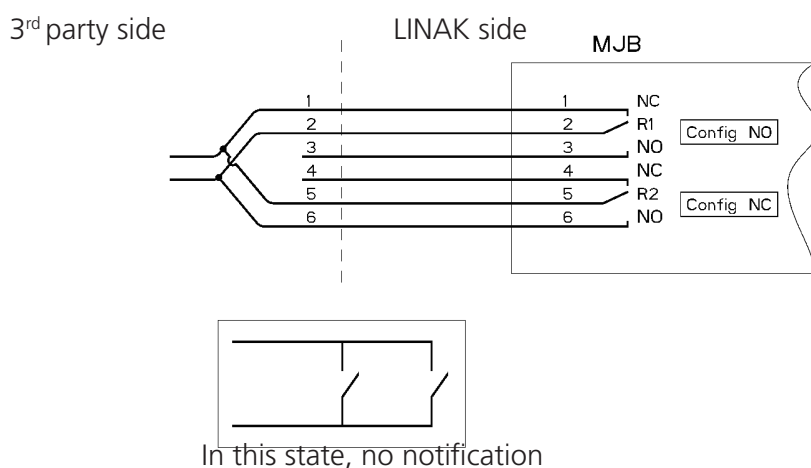 3rd party side
LINAK side
MJB
1 1 NC
2 2 R1
Config NO
3 3 NO
4 4 NC
5 5 R2
Config NC
6 6 NO
In this state, no notification